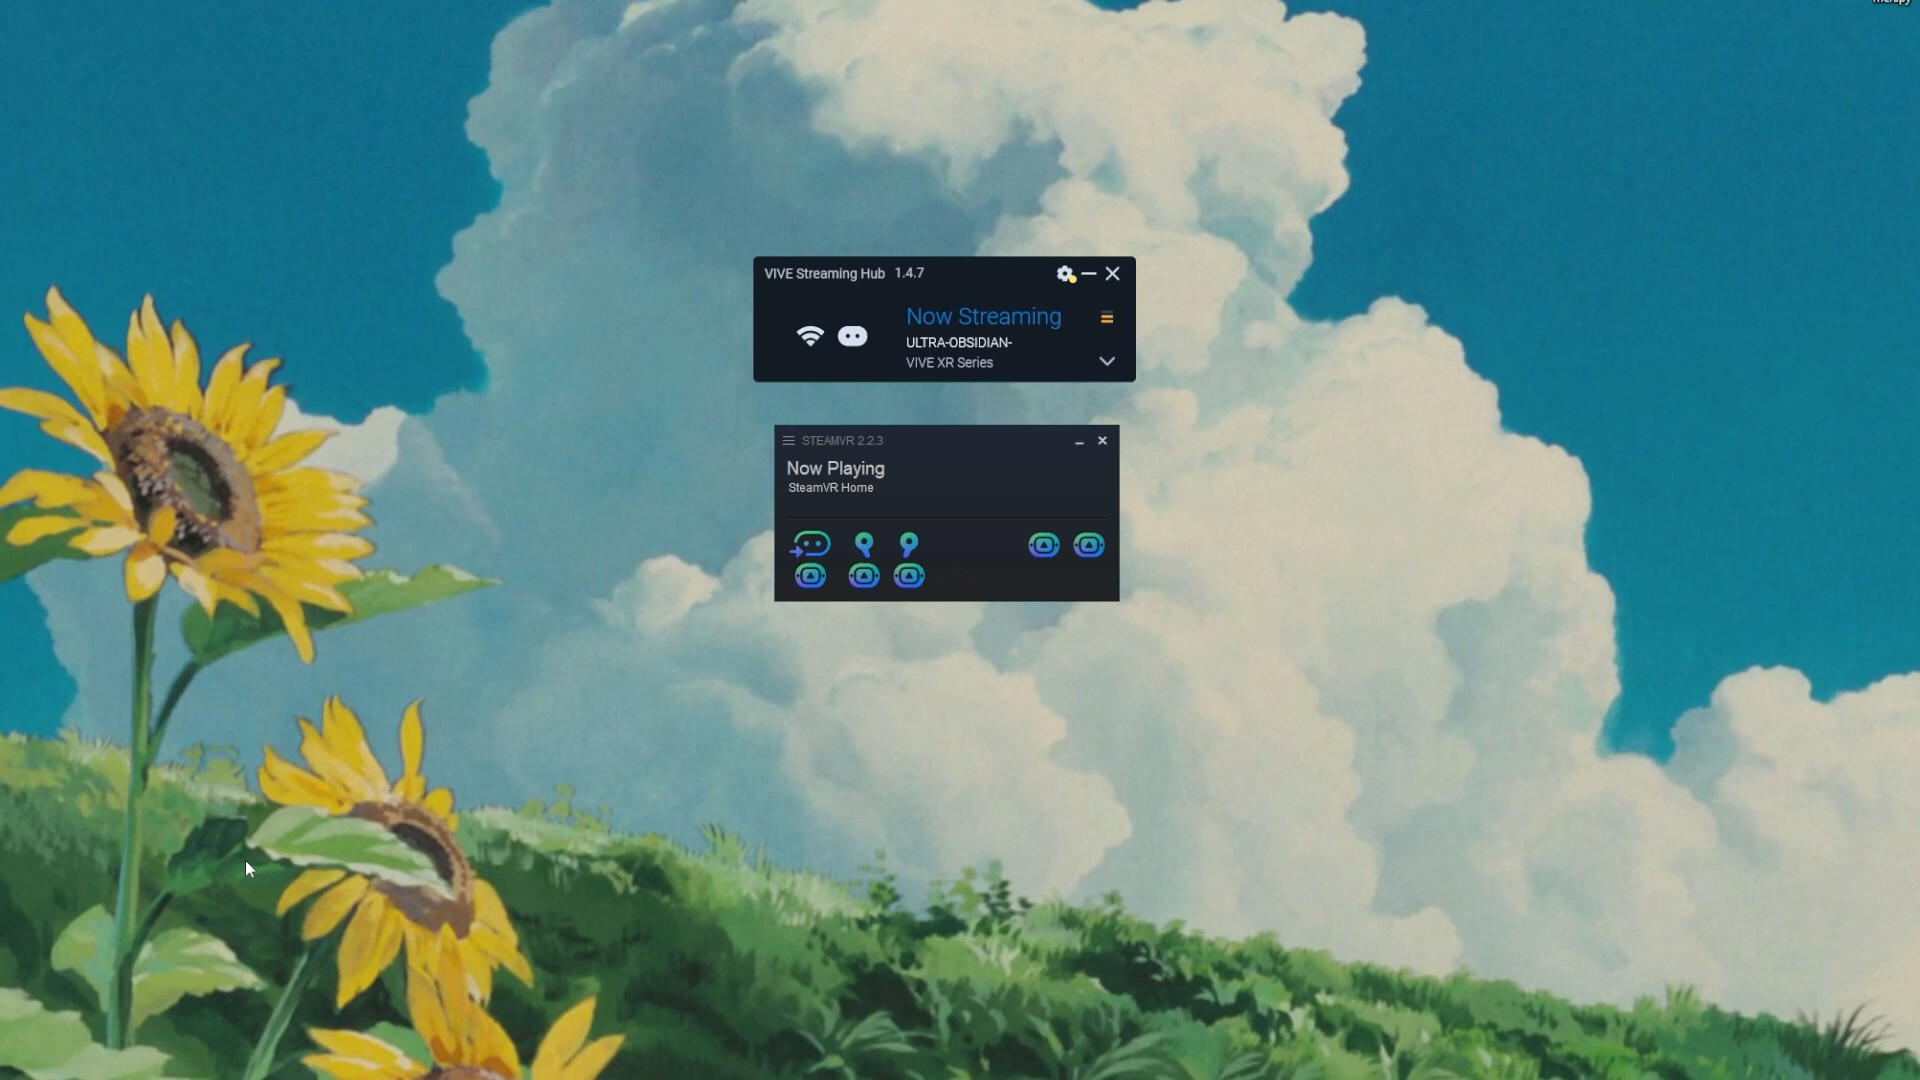 VIVE Streaming Hub 1.4.7
Now Streaming
ULTRA-OBSIDIAN-
VIVE XR Series
STEAMVR 2.2.3
Now Playing
SteamVR Home